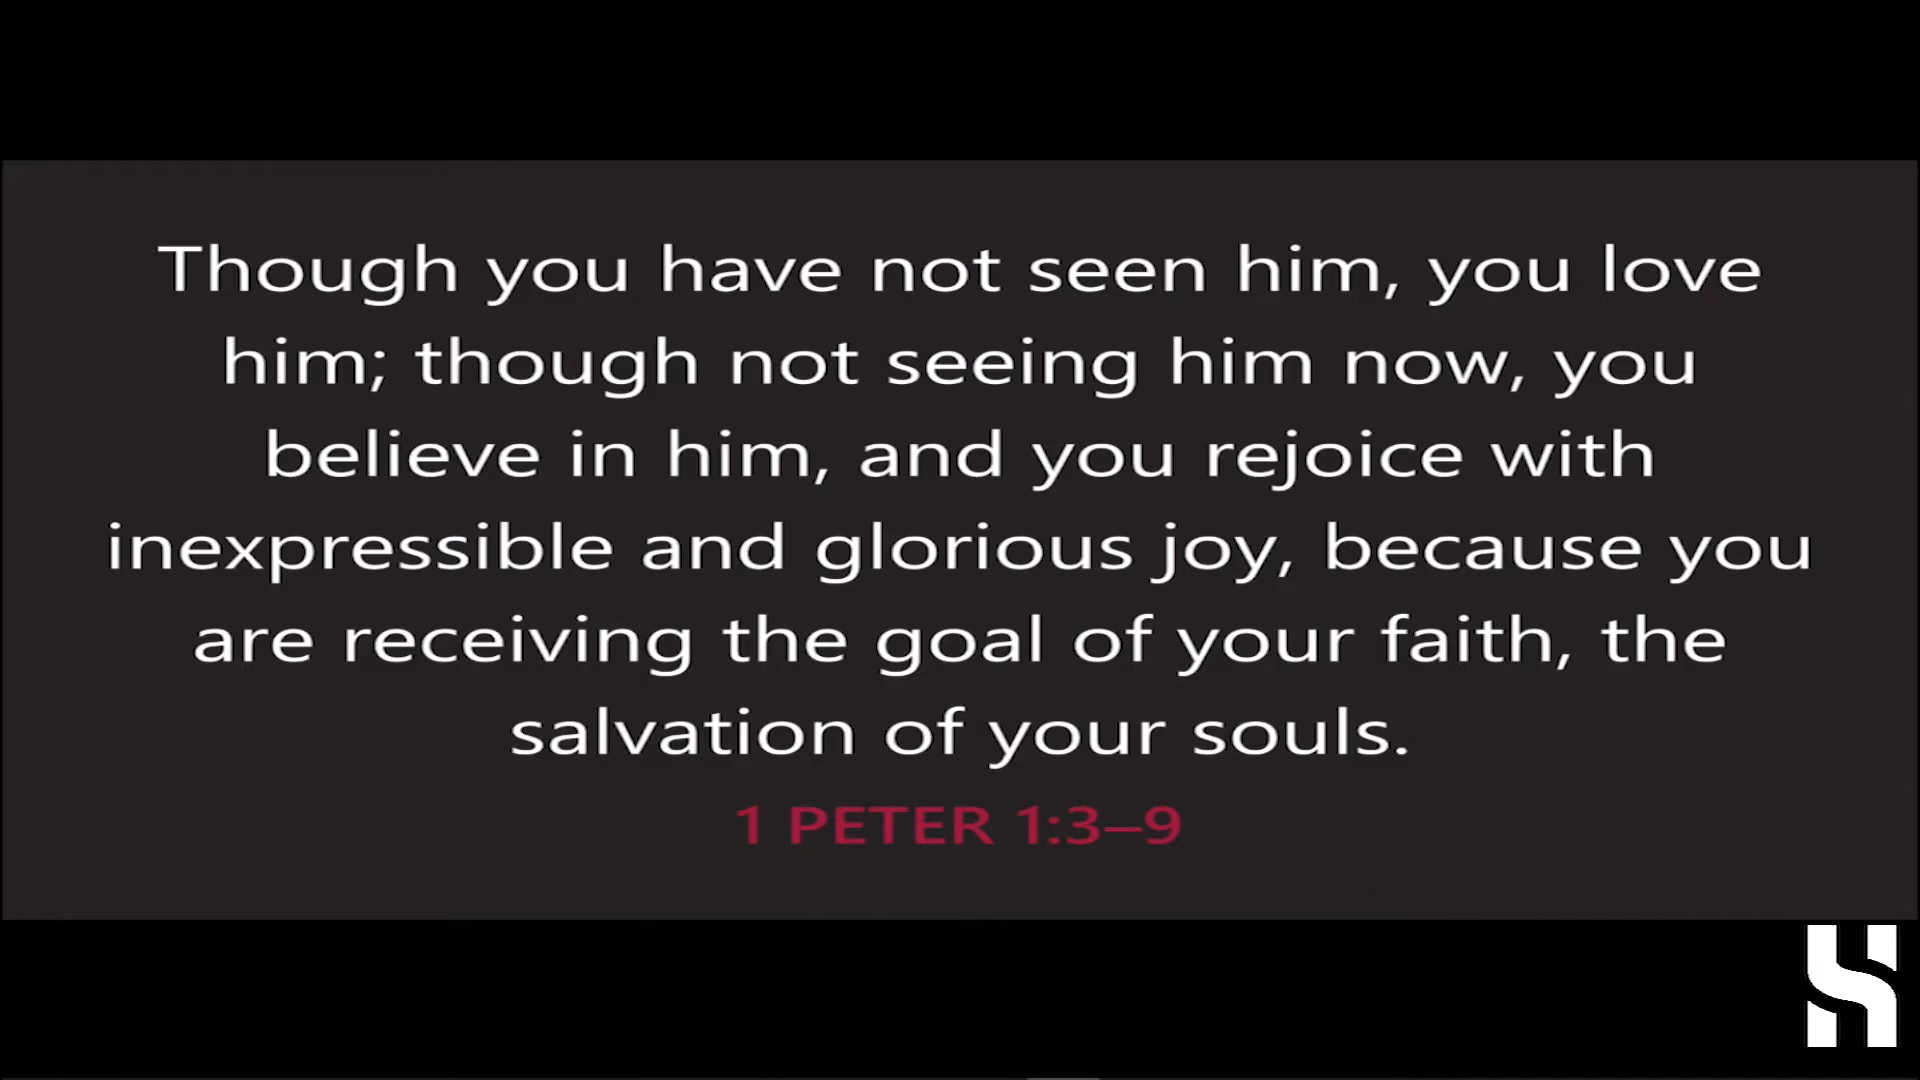 Though you have not seen him, you love
him; though not seeing him now, you
believe in him, and you rejoice with
inexpressible and glorious joy, because you
are receiving the goal of your faith, the
salvation of your souls.
1 PETER 1:3–9